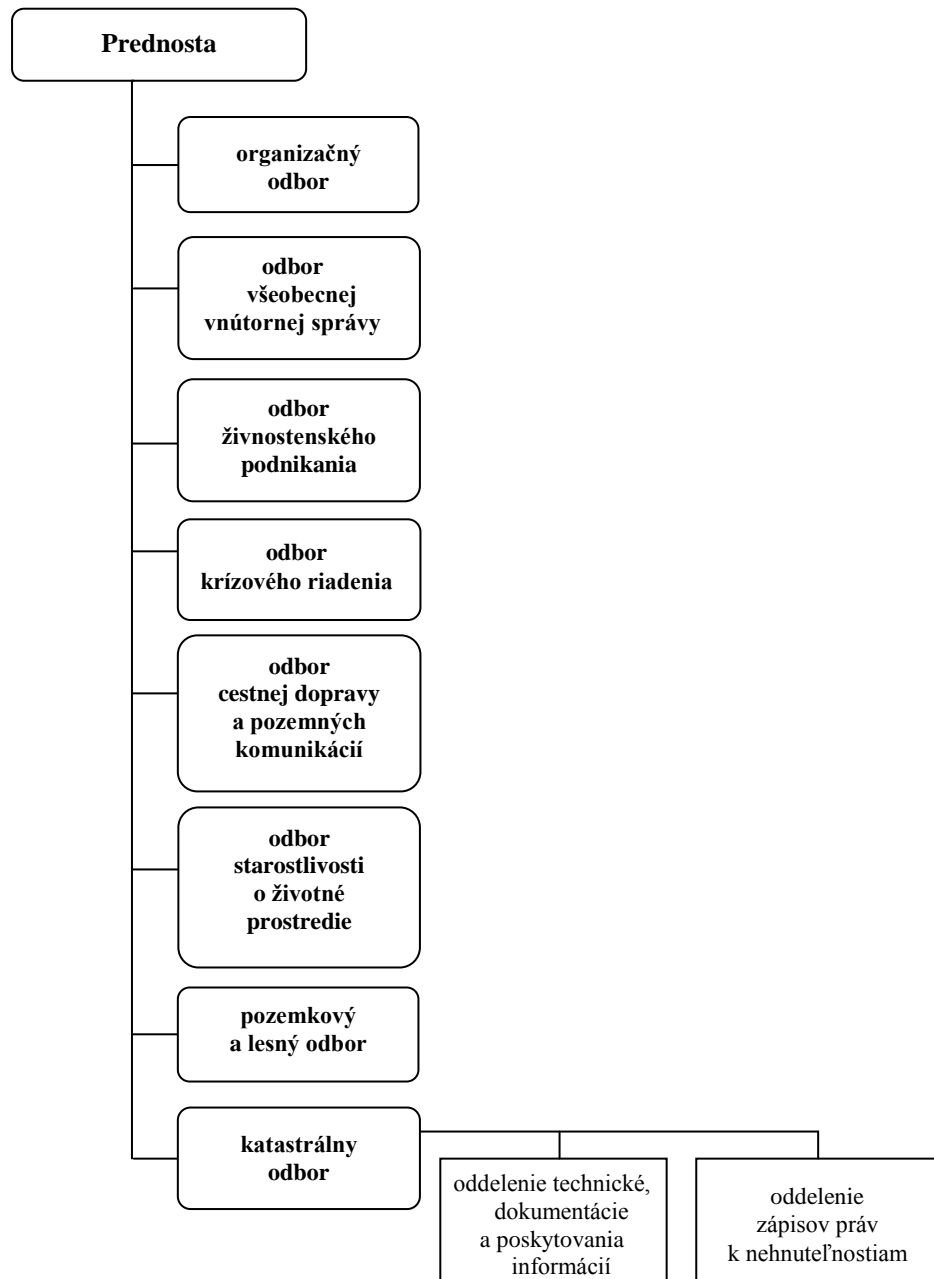 Prednosta
organizačný
odbor
odbor
všeobecnej
vnútornej správy
odbor
živnostenského
podnikania
odbor
krízového riadenia
odbor
cestnej dopravy
a pozemných
komunikácií
odbor
starostlivosti
o životné
prostredie
pozemkový
a lesný odbor
katastrálny
odbor
oddelenie technické,
dokumentácie
a poskytovania
informácií
oddelenie
zápisov práv
k nehnuteľnostiam